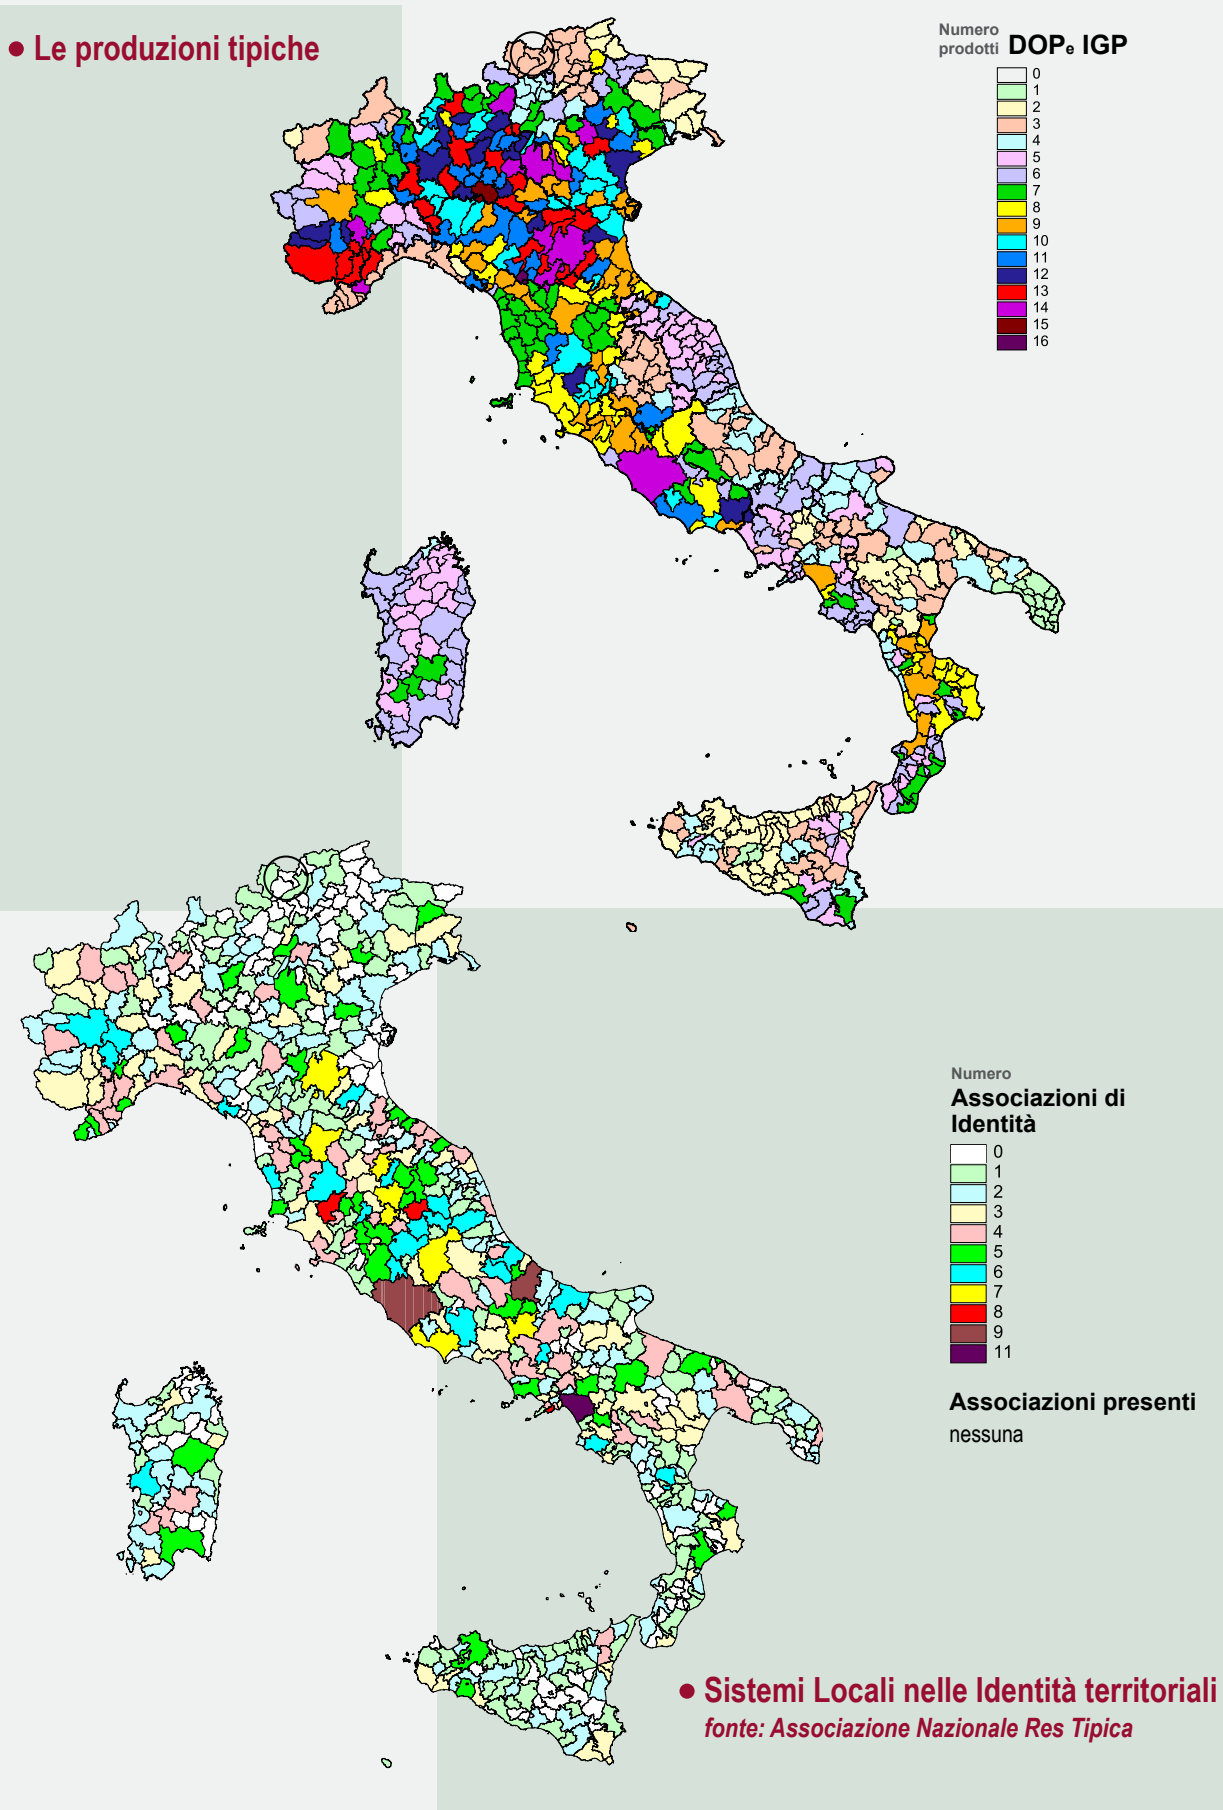 • Le produzioni tipiche
Numero
prodotti DOPe IGP
0
1
2
3
4
5
6
7
8
9
10
11
12
13
14
15
16
Numero
Associazioni di
Identità
0
1
2
3
4
5
6
7
8
9
11
Associazioni presenti
nessuna
• Sistemi Locali nelle Identità territoriali
fonte: Associazione Nazionale Res Tipica